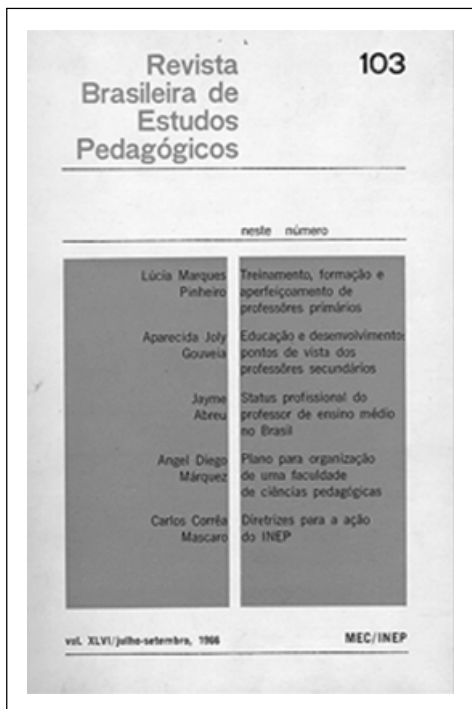 Revista
Brasileira de
Estudos
Pedagógicos
103
neste número
Lúcia Marques
Pinheiro
Treinamento, formação e
aperfeiçoamento de
professôres primários
Aparecida Joly
Gouveia
Educação e desenvolvimento:
pontos de vista dos
professôres secundários
Jayme
Abreu
Status profissional do
professor de ensino médio
no Brasil
Angel Diego
Márquez
Plano para organização
de uma faculdade
de ciências pedagógicas
Carlos Corrêa
Mascaro
Diretrizes para a ação
do INEP
vol. XLVI/julho-setembro, 1966
MEC/INEP